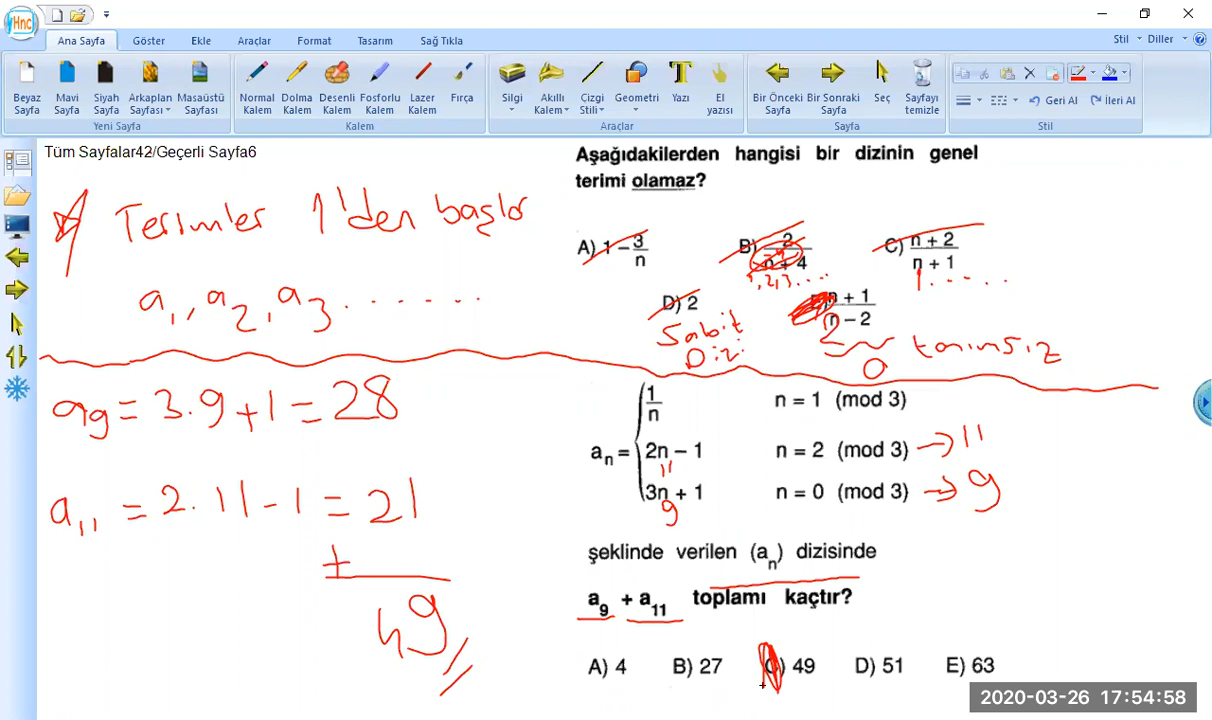 Hnc
Ana Sayfa Göster Ekle Araçlar Format Tasarım Sağ Tıkla
Stil Diller
Beyaz Sayfa Mavi Sayfa Siyah Sayfa Arkaplan Sayfası Masaüstü Sayfası
Normal Kalem Dolma Kalem Desenli Kalem Fosforlu Kalem Lazer Kalem Fırça
Silgi Akıllı Kalem Çizgi Stili Geometri Yazı El yazısı
Bir Önceki Sayfa Bir Sonraki Sayfa Seç Sayfayı temizle
Geri Al İleri Al
Yeni Sayfa Kalem Araçlar Sayfa Stil
Tüm Sayfalar42/Geçerli Sayfa6
Terimler 1'den başlar
a₁, a₂, a₃ . . . . . .
a₉ = 3.9+1 = 28
a₁₁ = 2.11-1 = 21
+
49
Aşağıdakilerden hangisi bir dizinin genel
terimi olamaz?
A) 1 - 3/n B) 2/(n + 4) C) (n + 2)/(n + 1)
1, 2, 3 . . . . 1 . . . . .
D) 2 (n + 1)/(n - 2)
Sabit Dizi
2
0 tanımsız
aₙ =
1/n n = 1 (mod 3)
2n - 1 n = 2 (mod 3) → 11
11
3n + 1 n = 0 (mod 3) → 9
9
şeklinde verilen (aₙ) dizisinde
a₉ + a₁₁ toplamı kaçtır?
A) 4 B) 27 C) 49 D) 51 E) 63
2020-03-26 17:54:58